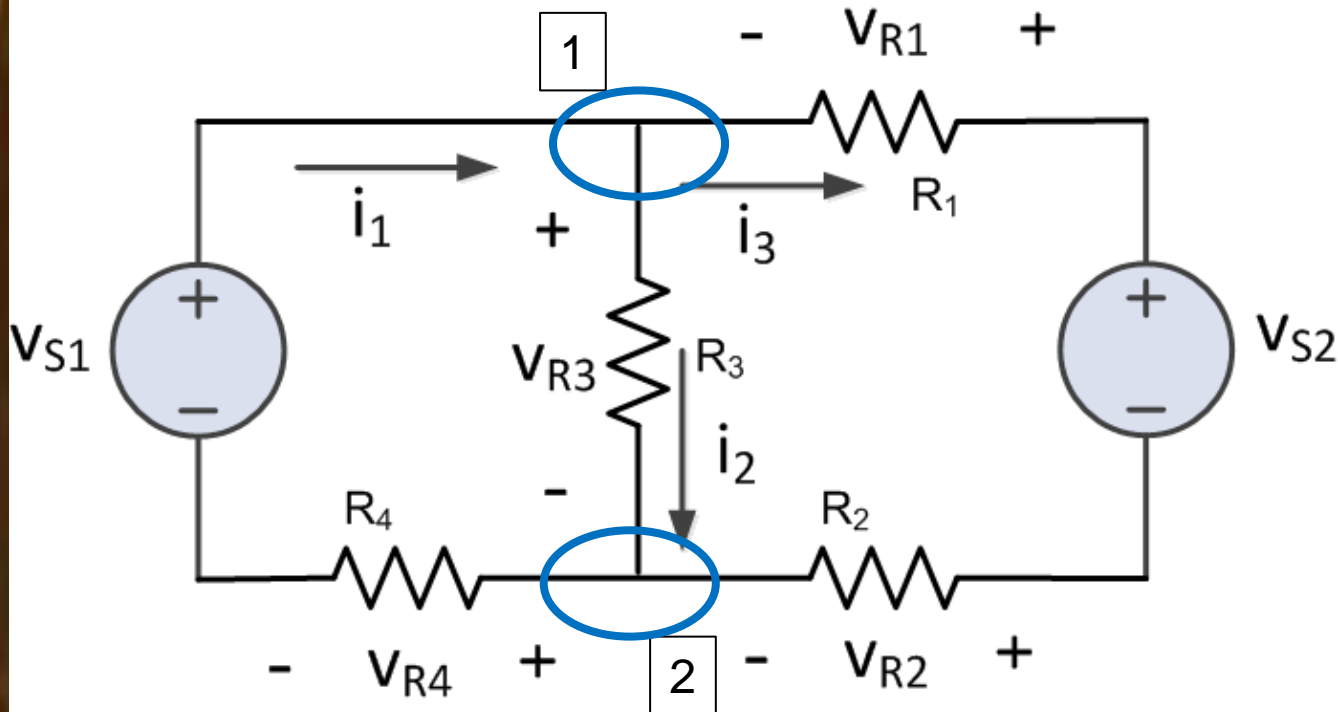 1
- vR1 +
i1
i3
R1
+
+
+
vS1
vR3
R3
vS2
−
−
i2
-
R4
R2
- vR4 +
2
- vR2 +